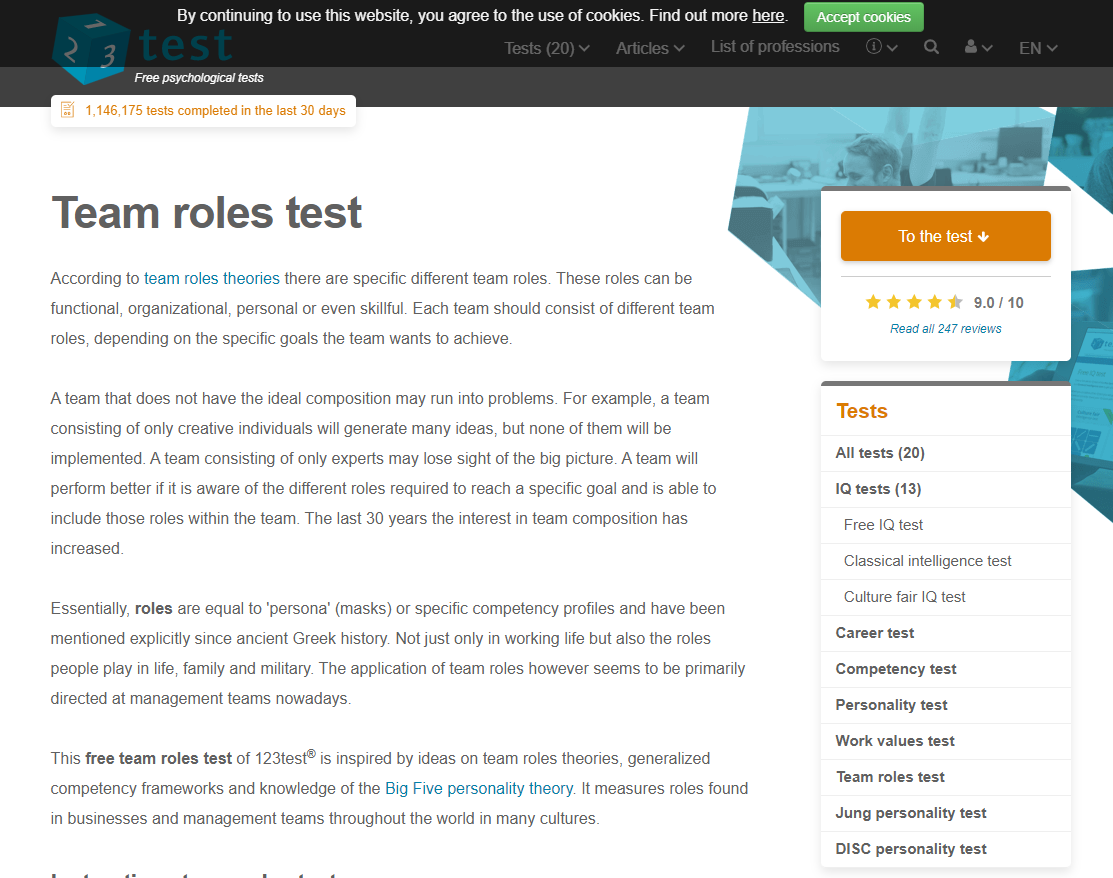 By continuing to use this website, you agree to the use of cookies. Find out more here.
Accept cookies
123test
Free psychological tests
Tests (20)
Articles
List of professions
EN
1,146,175 tests completed in the last 30 days
Team roles test
According to team roles theories there are specific different team roles. These roles can be
functional, organizational, personal or even skillful. Each team should consist of different team
roles, depending on the specific goals the team wants to achieve.
A team that does not have the ideal composition may run into problems. For example, a team
consisting of only creative individuals will generate many ideas, but none of them will be
implemented. A team consisting of only experts may lose sight of the big picture. A team will
perform better if it is aware of the different roles required to reach a specific goal and is able to
include those roles within the team. The last 30 years the interest in team composition has
increased.
Essentially, roles are equal to 'persona' (masks) or specific competency profiles and have been
mentioned explicitly since ancient Greek history. Not just only in working life but also the roles
people play in life, family and military. The application of team roles however seems to be primarily
directed at management teams nowadays.
This free team roles test of 123test® is inspired by ideas on team roles theories, generalized
competency frameworks and knowledge of the Big Five personality theory. It measures roles found
in businesses and management teams throughout the world in many cultures.
To the test
9.0 / 10
Read all 247 reviews
Tests
All tests (20)
IQ tests (13)
Free IQ test
Classical intelligence test
Culture fair IQ test
Career test
Competency test
Personality test
Work values test
Team roles test
Jung personality test
DISC personality test